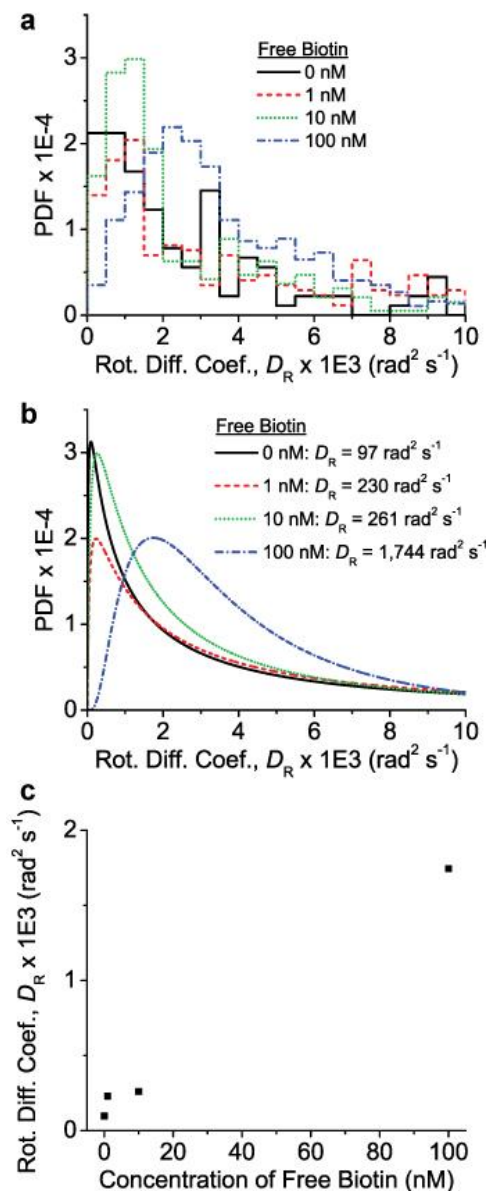 a
Free Biotin
0 nM
1 nM
10 nM
100 nM
PDF x 1E-4
3
2
1
0
0 2 4 6 8 10
Rot. Diff. Coef., D_R x 1E3 (rad² s⁻¹)
b
Free Biotin
0 nM: D_R = 97 rad² s⁻¹
1 nM: D_R = 230 rad² s⁻¹
10 nM: D_R = 261 rad² s⁻¹
100 nM: D_R = 1,744 rad² s⁻¹
PDF x 1E-4
3
2
1
0
0 2 4 6 8 10
Rot. Diff. Coef., D_R x 1E3 (rad² s⁻¹)
c
Rot. Diff. Coef., D_R x 1E3 (rad² s⁻¹)
2
1
0
0 20 40 60 80 100
Concentration of Free Biotin (nM)